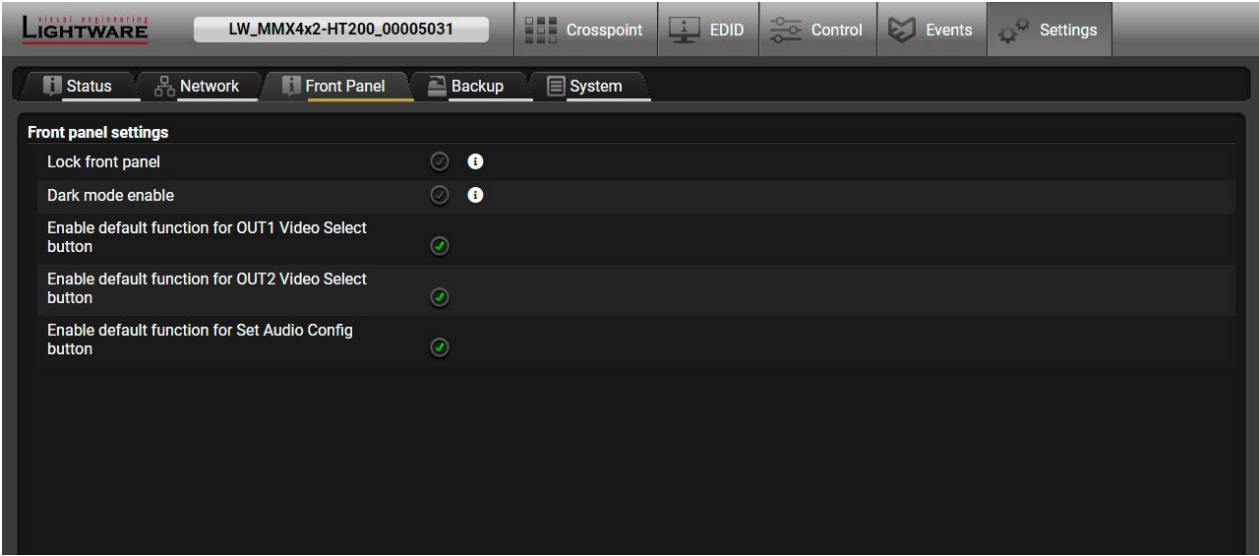 visual engineering
LIGHTWARE
LW_MMX4x2-HT200_00005031
Crosspoint
EDID
Control
Events
Settings
Status
Network
Front Panel
Backup
System
Front panel settings
Lock front panel
Dark mode enable
Enable default function for OUT1 Video Select
button
Enable default function for OUT2 Video Select
button
Enable default function for Set Audio Config
button